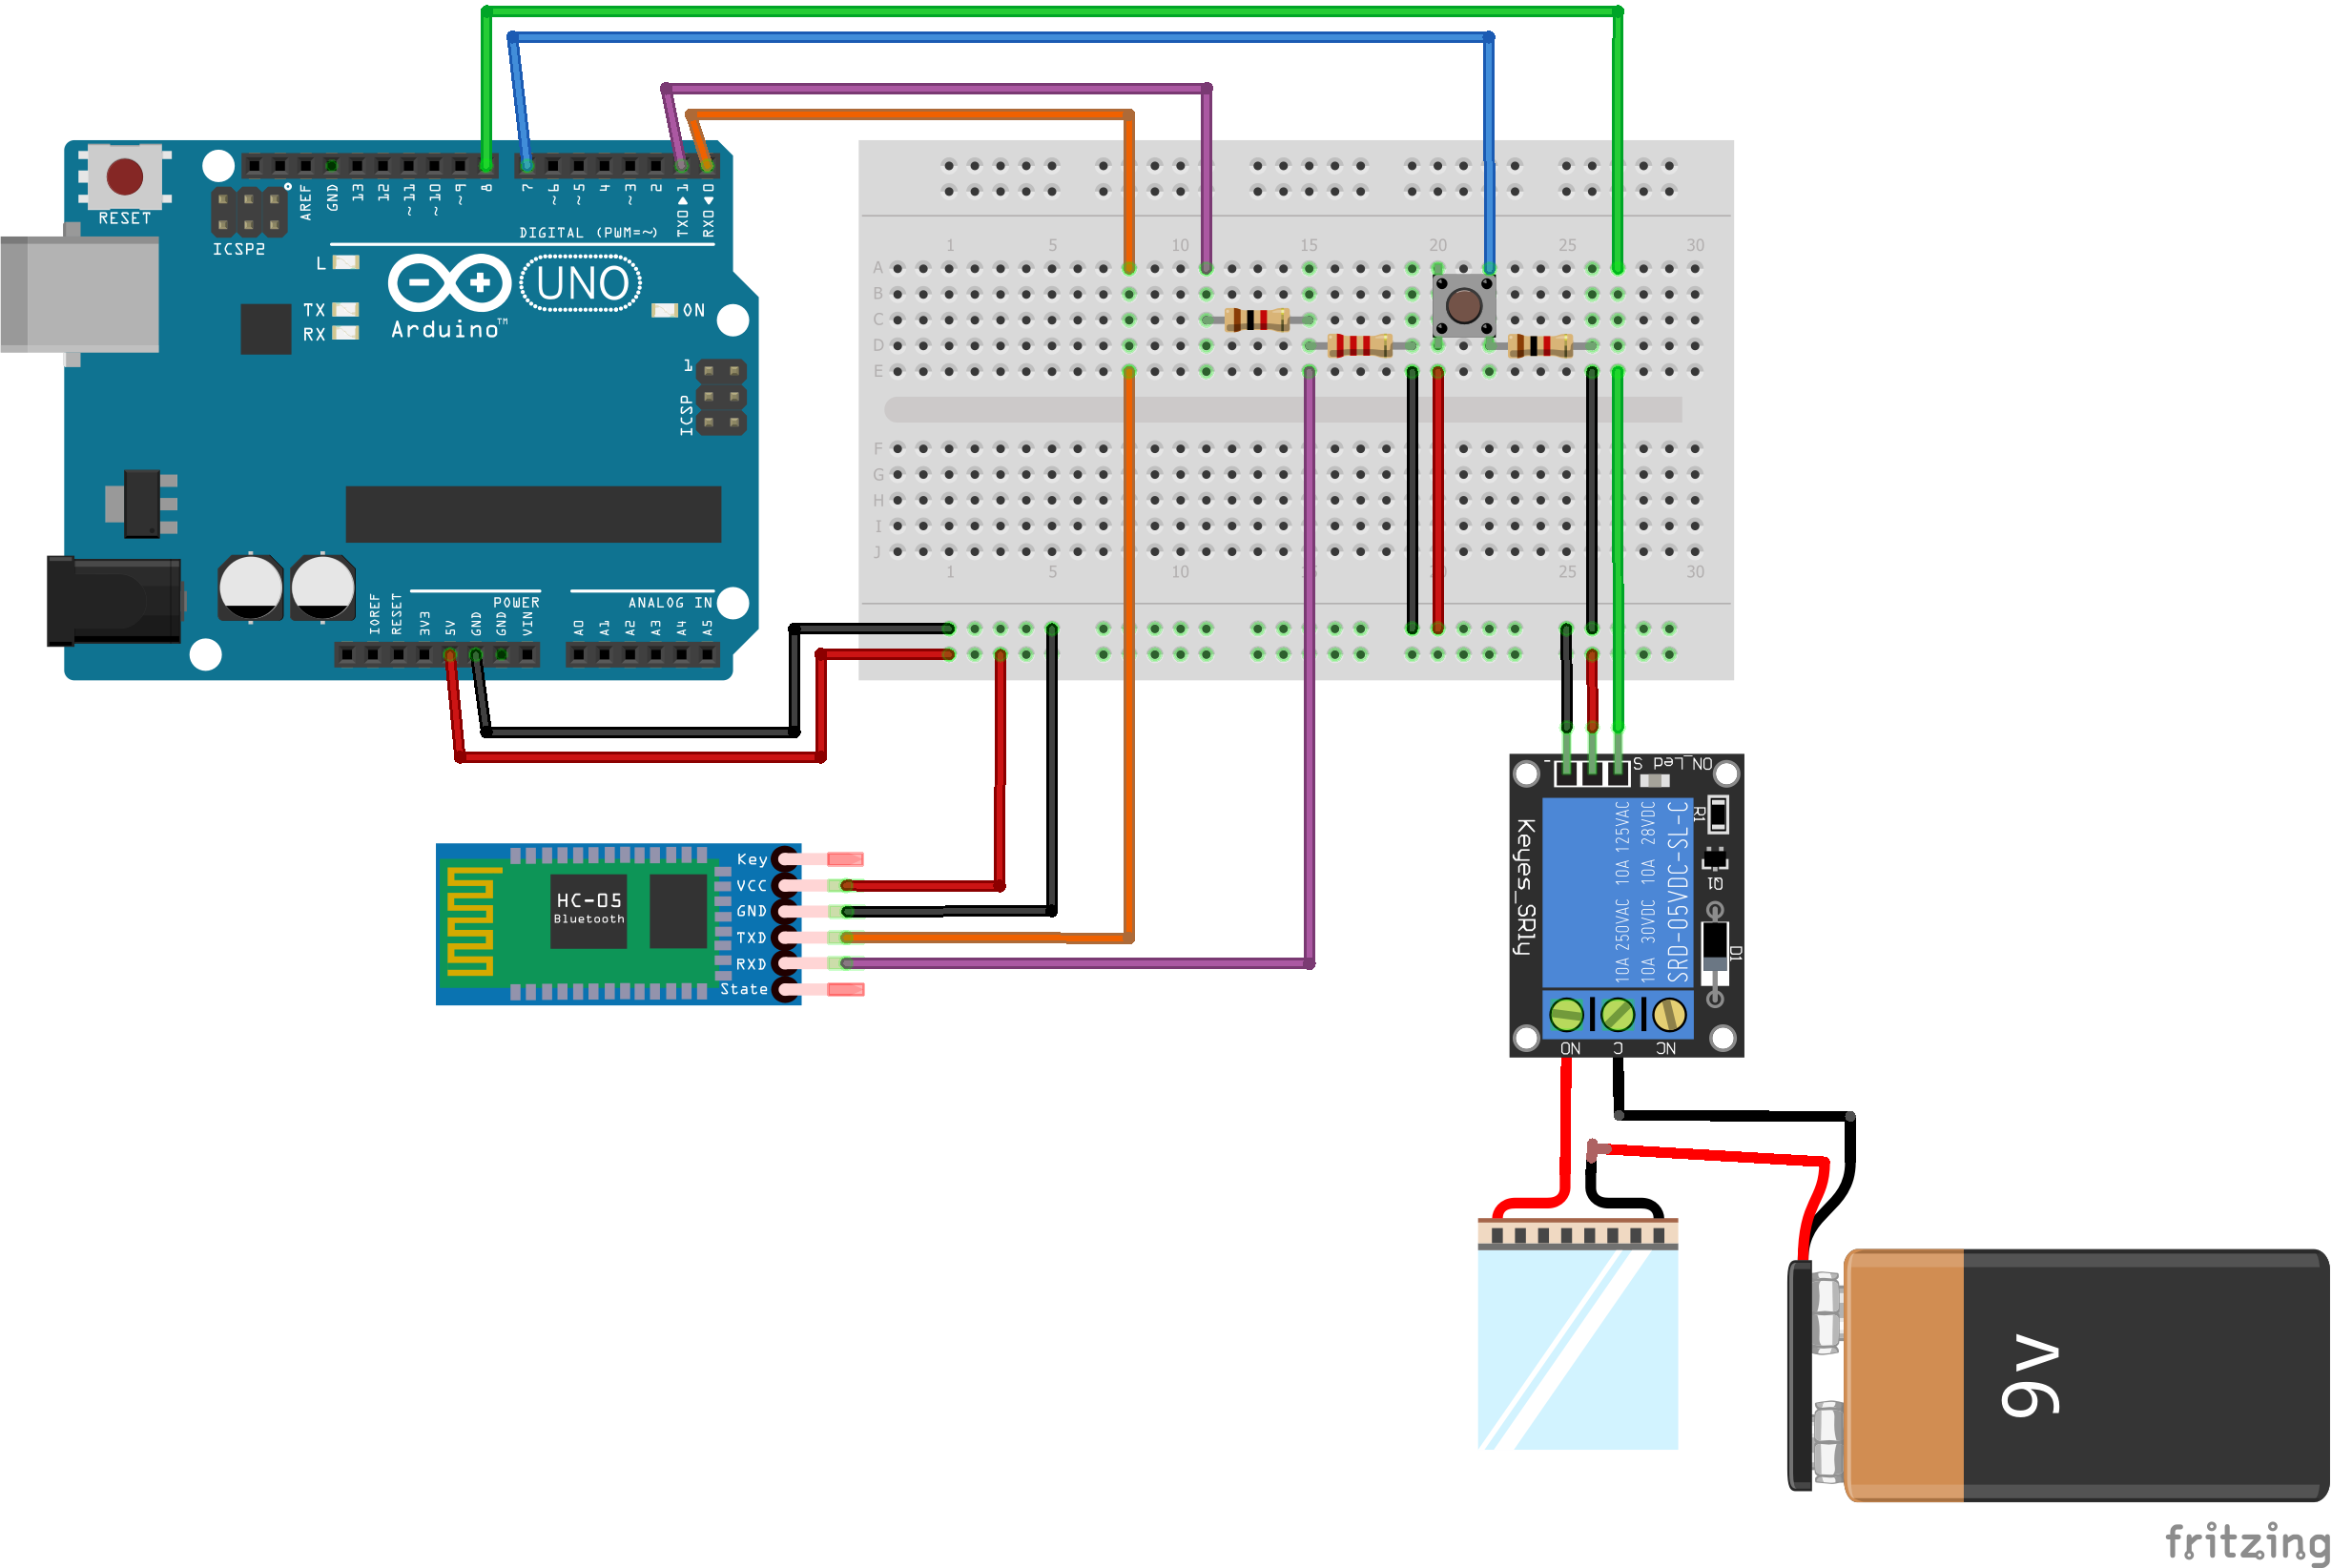 RESET
ICSP2
AREF
GND
13
12
~11
~10
~9
8
7
~6
~5
4
~3
2
TX0 ▶ 1
RX0 ◀ 0
DIGITAL (PWM=~)
L
TX
RX
UNO
Arduino™
ON
1
ICSP
POWER
ANALOG IN
IOREF
RESET
3V3
5V
GND
GND
VIN
A0
A1
A2
A3
A4
A5
1 5 10 15 20 25 30
A
B
C
D
E
F
G
H
I
J
1 5 10 15 20 25 30
HC-05
Bluetooth
Key
VCC
GND
TXD
RXD
State
- S ON_Led
Keyes_SRly
10A 250VAC 10A 125VAC
10A 30VDC 10A 28VDC
SRD-05VDC-SL-C
R1
Q1
D1
NO
C
NC
9v
fritzing